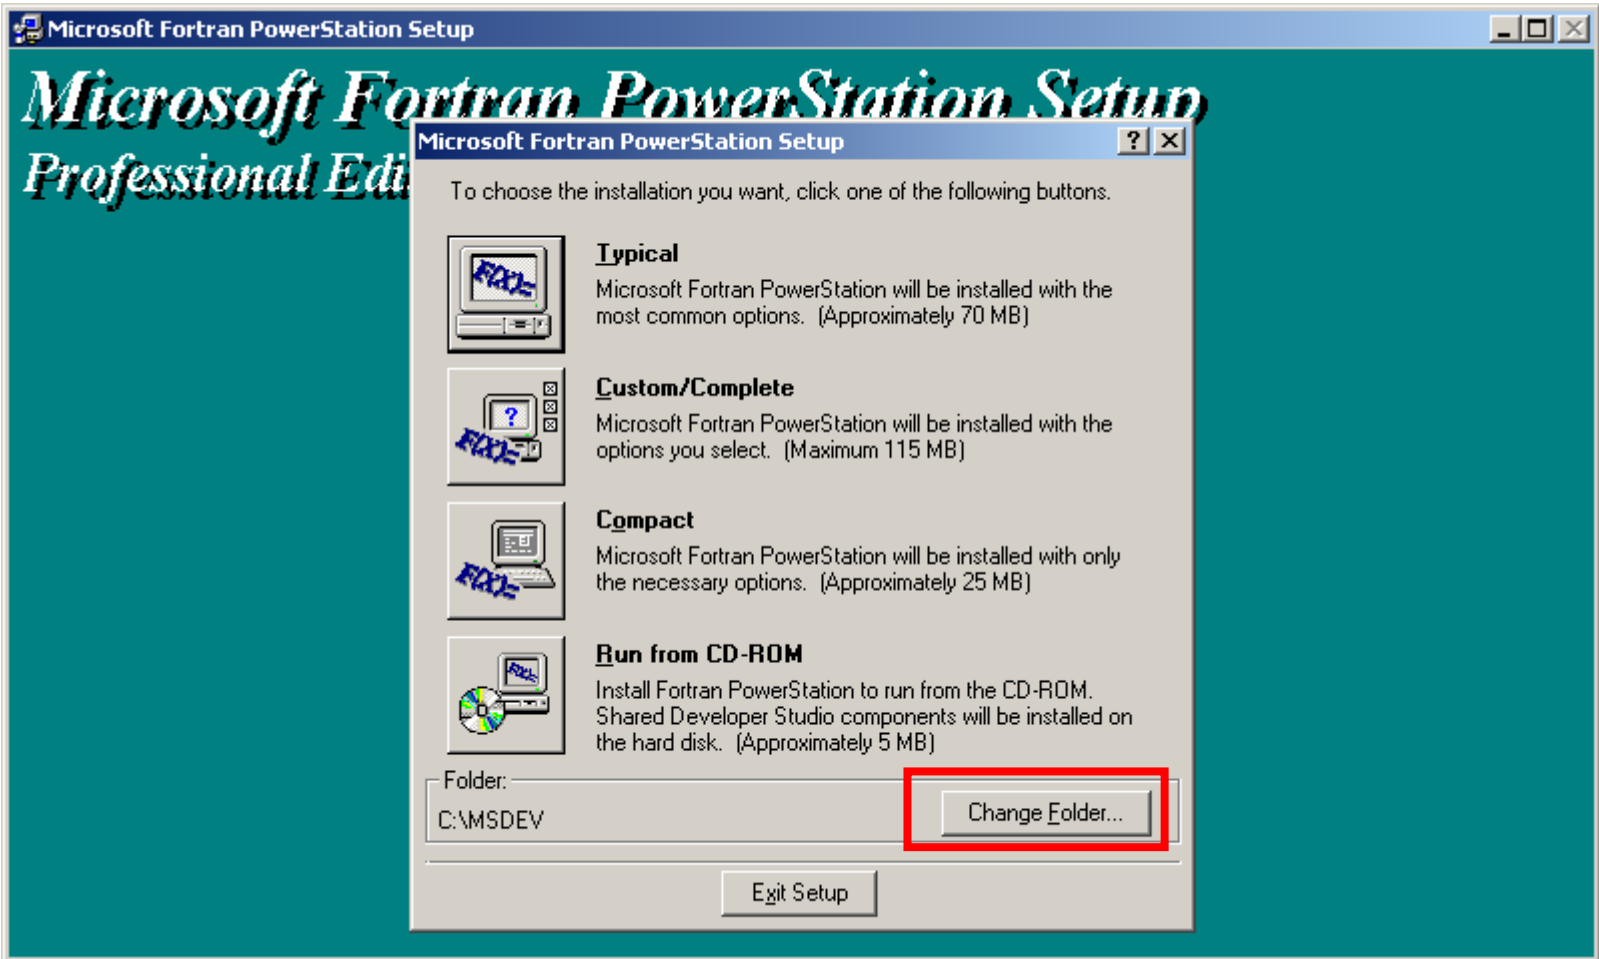 Microsoft Fortran PowerStation Setup
Microsoft Fortran PowerStation Setup
Professional Edi
Microsoft Fortran PowerStation Setup
To choose the installation you want, click one of the following buttons.
Typical
Microsoft Fortran PowerStation will be installed with the
most common options. (Approximately 70 MB)
Custom/Complete
Microsoft Fortran PowerStation will be installed with the
options you select. (Maximum 115 MB)
Compact
Microsoft Fortran PowerStation will be installed with only
the necessary options. (Approximately 25 MB)
Run from CD-ROM
Install Fortran PowerStation to run from the CD-ROM.
Shared Developer Studio components will be installed on
the hard disk. (Approximately 5 MB)
Folder:
C:\MSDEV
Change Folder...
Exit Setup